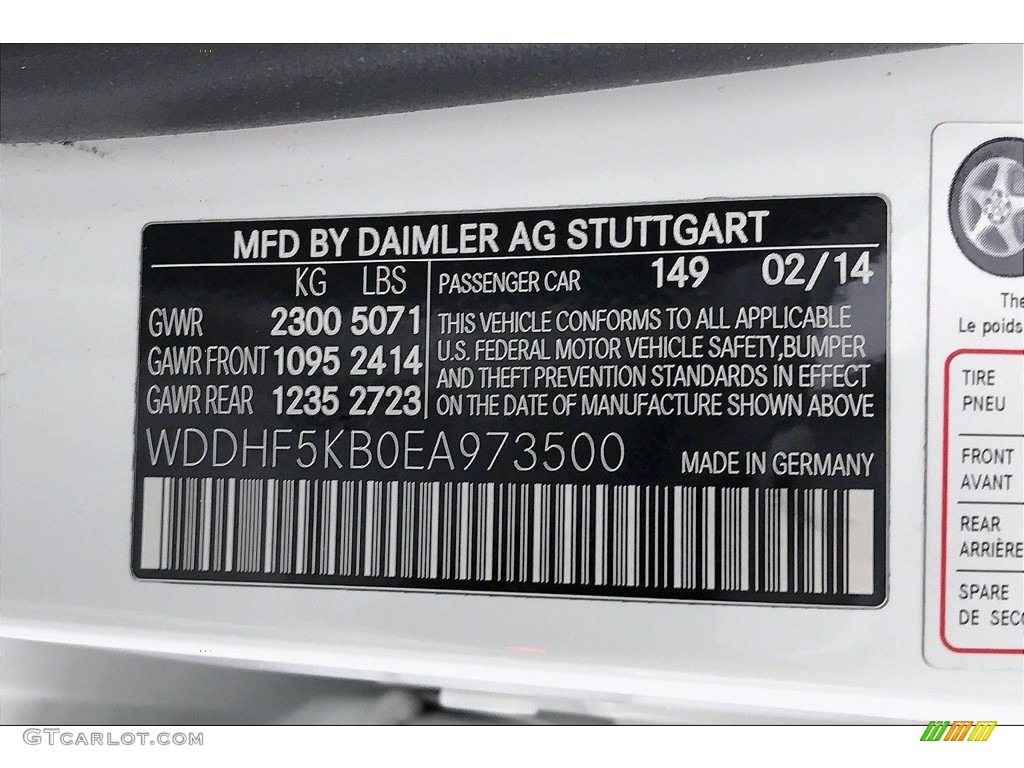 MFD BY DAIMLER AG STUTTGART
KG LBS
GVWR 2300 5071
GAWR FRONT 1095 2414
GAWR REAR 1235 2723
PASSENGER CAR 149 02/14
THIS VEHICLE CONFORMS TO ALL APPLICABLE
U.S. FEDERAL MOTOR VEHICLE SAFETY,BUMPER
AND THEFT PREVENTION STANDARDS IN EFFECT
ON THE DATE OF MANUFACTURE SHOWN ABOVE
WDDHF5KB0EA973500 MADE IN GERMANY
The
Le poids
TIRE
PNEU
FRONT
AVANT
REAR
ARRIÈRE
SPARE
DE SECO
GTCARLOT.COM